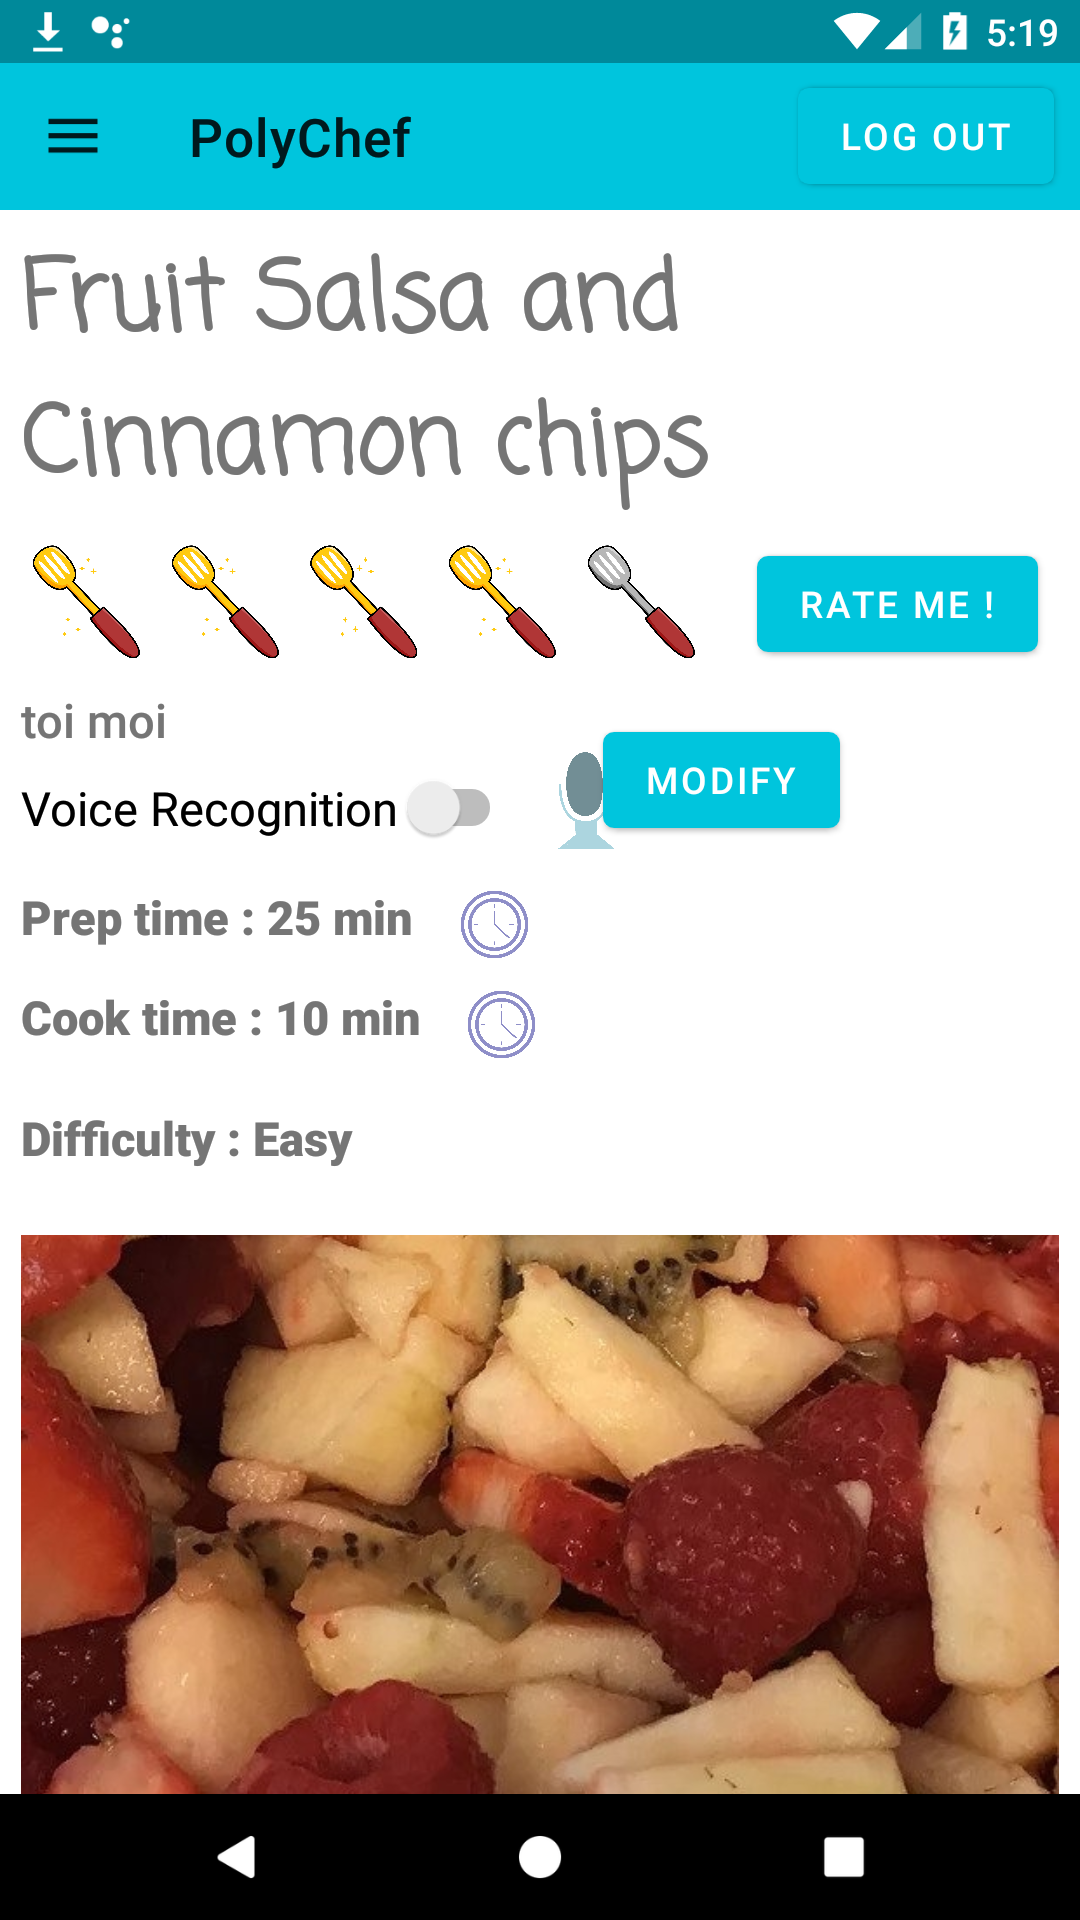 5:19
PolyChef
LOG OUT
Fruit Salsa and
Cinnamon chips
RATE ME !
toi moi
MODIFY
Voice Recognition
Prep time : 25 min
Cook time : 10 min
Difficulty : Easy